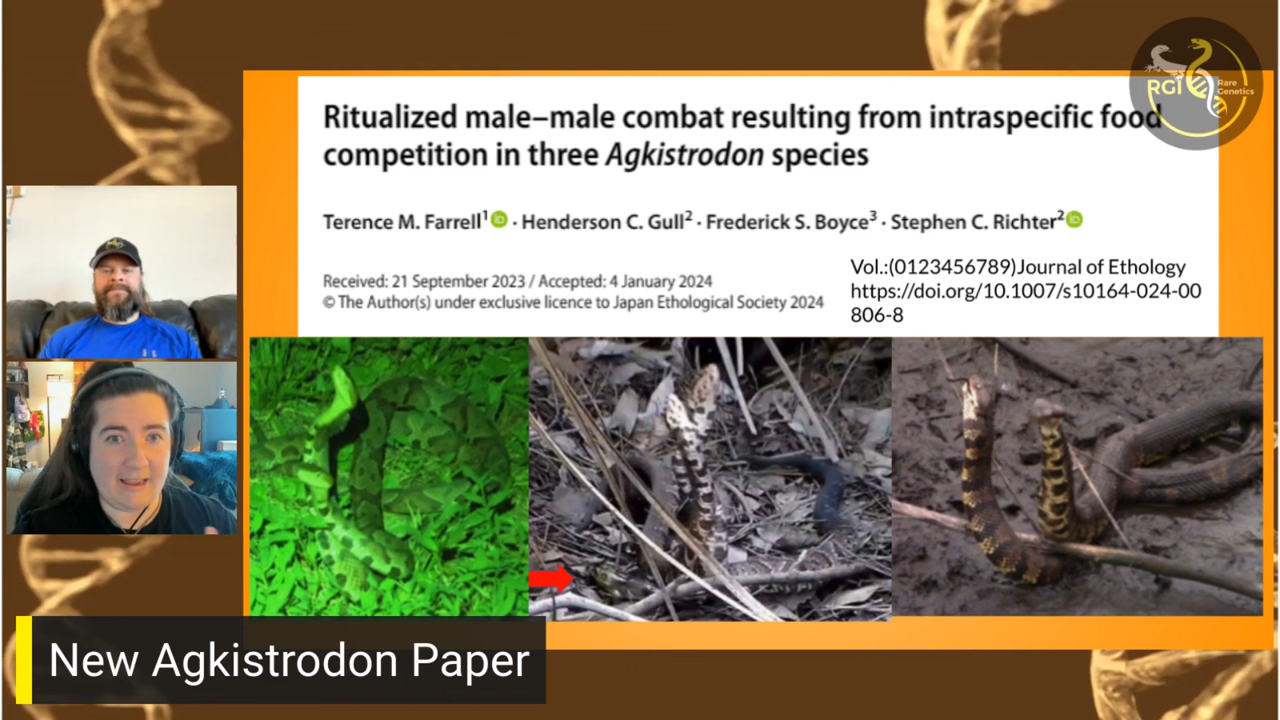 Ritualized male–male combat resulting from intraspecific food
competition in three Agkistrodon species
RGI Rare
Genetics
Terence M. Farrell¹ iD · Henderson C. Gull² · Frederick S. Boyce³ · Stephen C. Richter² iD
Received: 21 September 2023 / Accepted: 4 January 2024
© The Author(s) under exclusive licence to Japan Ethological Society 2024
Vol.:(0123456789)Journal of Ethology
https://doi.org/10.1007/s10164-024-00
806-8
New Agkistrodon Paper